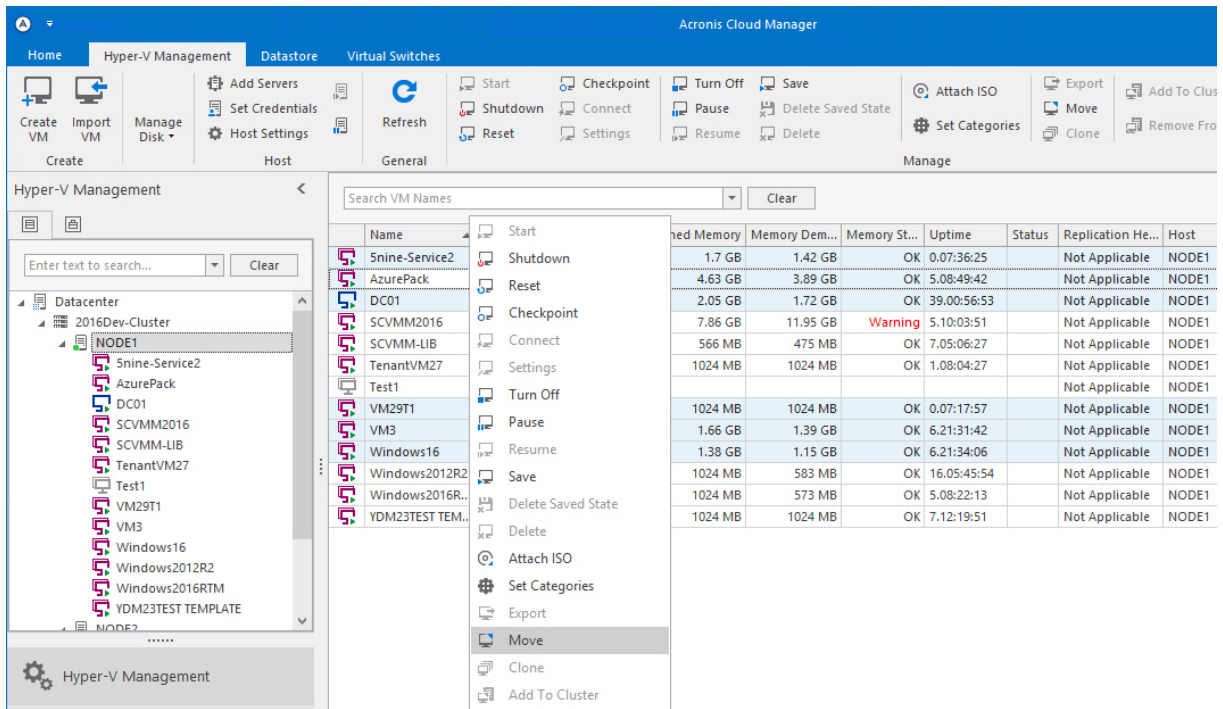 Acronis Cloud Manager
Home Hyper-V Management Datastore Virtual Switches
Create VM
Import VM
Manage Disk
Add Servers
Set Credentials
Host Settings
Refresh
Start
Shutdown
Reset
Checkpoint
Connect
Settings
Turn Off
Pause
Resume
Save
Delete Saved State
Delete
Attach ISO
Set Categories
Export
Move
Clone
Add To Clus
Remove Fro
Create Host General Manage
Hyper-V Management
Enter text to search... Clear
Datacenter
2016Dev-Cluster
NODE1
5nine-Service2
AzurePack
DC01
SCVMM2016
SCVMM-LIB
TenantVM27
Test1
VM29T1
VM3
Windows16
Windows2012R2
Windows2016RTM
YDM23TEST TEMPLATE
NODE2
Hyper-V Management
Search VM Names Clear
Name ned Memory Memory Dem... Memory St... Uptime Status Replication He... Host
5nine-Service2 1.7 GB 1.42 GB OK 0.07:36:25 Not Applicable NODE1
AzurePack 4.63 GB 3.89 GB OK 5.08:49:42 Not Applicable NODE1
DC01 2.05 GB 1.72 GB OK 39.00:56:53 Not Applicable NODE1
SCVMM2016 7.86 GB 11.95 GB Warning 5.10:03:51 Not Applicable NODE1
SCVMM-LIB 566 MB 475 MB OK 7.05:06:27 Not Applicable NODE1
TenantVM27 1024 MB 1024 MB OK 1.08:04:27 Not Applicable NODE1
Test1 Not Applicable NODE1
VM29T1 1024 MB 1024 MB OK 0.07:17:57 Not Applicable NODE1
VM3 1.66 GB 1.39 GB OK 6.21:31:42 Not Applicable NODE1
Windows16 1.38 GB 1.15 GB OK 6.21:34:06 Not Applicable NODE1
Windows2012R2 1024 MB 583 MB OK 16.05:45:54 Not Applicable NODE1
Windows2016R... 1024 MB 573 MB OK 5.08:22:13 Not Applicable NODE1
YDM23TEST TEM... 1024 MB 1024 MB OK 7.12:19:51 Not Applicable NODE1
Start
Shutdown
Reset
Checkpoint
Connect
Settings
Turn Off
Pause
Resume
Save
Delete Saved State
Delete
Attach ISO
Set Categories
Export
Move
Clone
Add To Cluster